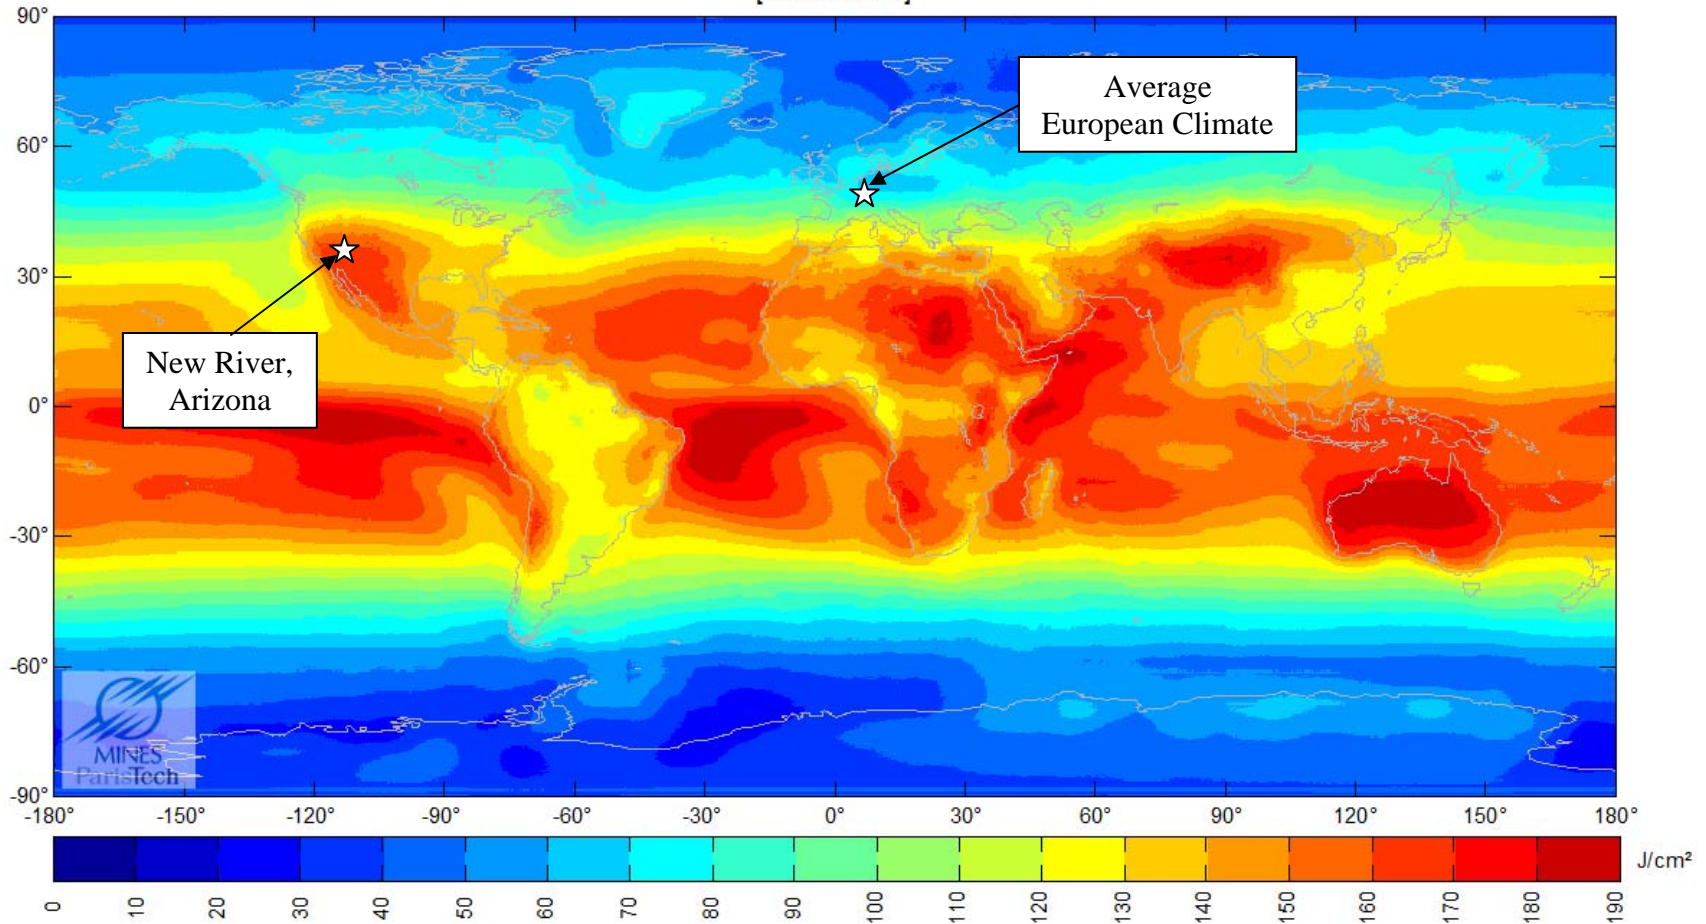 90°
60°
30°
0°
-30°
-60°
-90°
Average
European Climate
New River,
Arizona
MINES
ParisTech
-180° -150° -120° -90° -60° -30° 0° 30° 60° 90° 120° 150° 180°
J/cm²
0 10 20 30 40 50 60 70 80 90 100 110 120 130 140 150 160 170 180 190